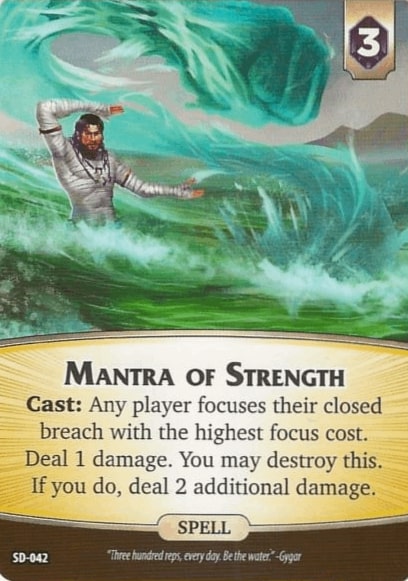 3
MANTRA OF STRENGTH
Cast: Any player focuses their closed
breach with the highest focus cost.
Deal 1 damage. You may destroy this.
If you do, deal 2 additional damage.
SPELL
SD-042
"Three hundred reps, every day. Be the water." -Gygar